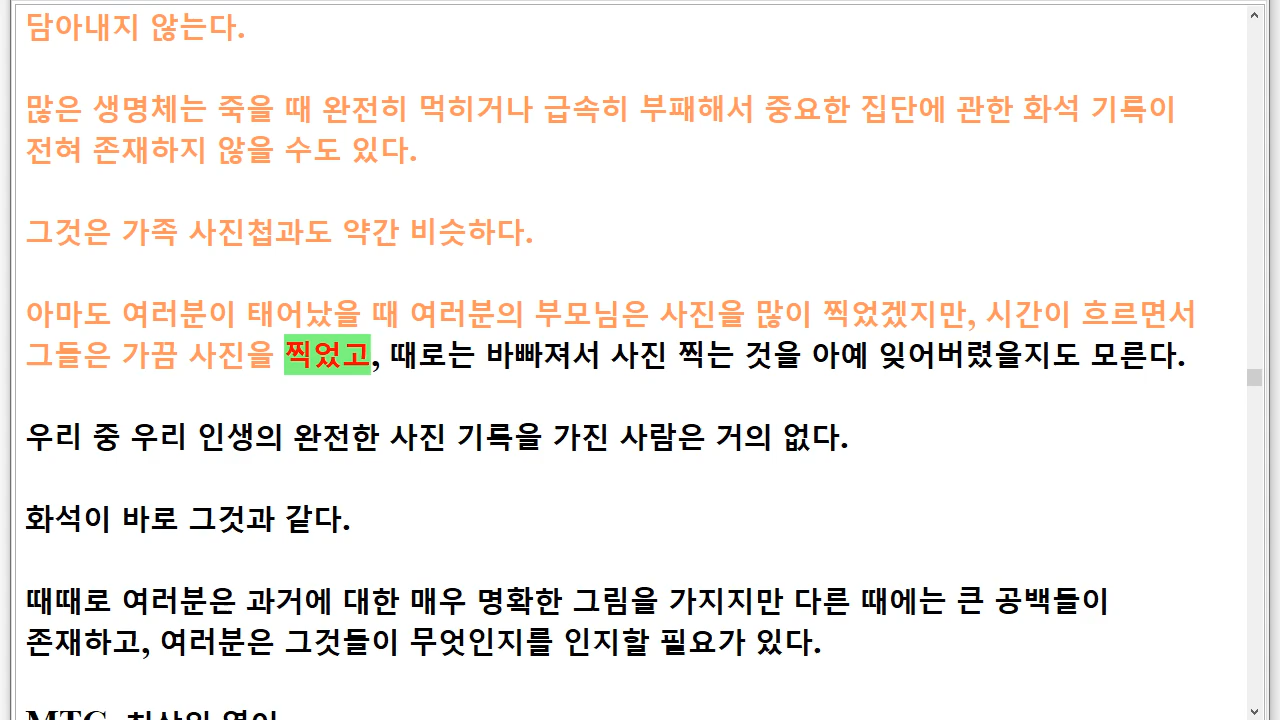 담아내지 않는다.
많은 생명체는 죽을 때 완전히 먹히거나 급속히 부패해서 중요한 집단에 관한 화석 기록이
전혀 존재하지 않을 수도 있다.
그것은 가족 사진첩과도 약간 비슷하다.
아마도 여러분이 태어났을 때 여러분의 부모님은 사진을 많이 찍었겠지만, 시간이 흐르면서
그들은 가끔 사진을 찍었고, 때로는 바빠져서 사진 찍는 것을 아예 잊어버렸을지도 모른다.
우리 중 우리 인생의 완전한 사진 기록을 가진 사람은 거의 없다.
화석이 바로 그것과 같다.
때때로 여러분은 과거에 대한 매우 명확한 그림을 가지지만 다른 때에는 큰 공백들이
존재하고, 여러분은 그것들이 무엇인지를 인지할 필요가 있다.